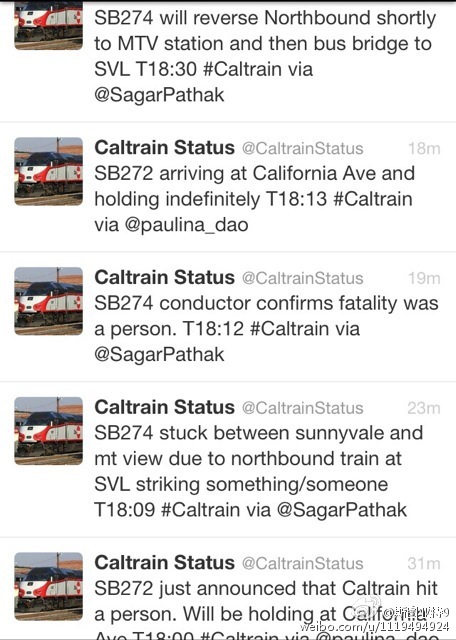 SB274 will reverse Northbound shortly
to MTV station and then bus bridge to
SVL T18:30 #Caltrain via
@SagarPathak
Caltrain Status @CaltrainStatus 18m
SB272 arriving at California Ave and
holding indefinitely T18:13 #Caltrain
via @paulina_dao
Caltrain Status @CaltrainStatus 19m
SB274 conductor confirms fatality was
a person. T18:12 #Caltrain via
@SagarPathak
Caltrain Status @CaltrainStatus 23m
SB274 stuck between sunnyvale and
mt view due to northbound train at
SVL striking something/someone
T18:09 #Caltrain via @SagarPathak
Caltrain Status @CaltrainStatus 31m
SB272 just announced that Caltrain hit
a person. Will be holding at California
Ave T18:00 #Caltrain via @paulina_dao
weibo.com/u/1119494924